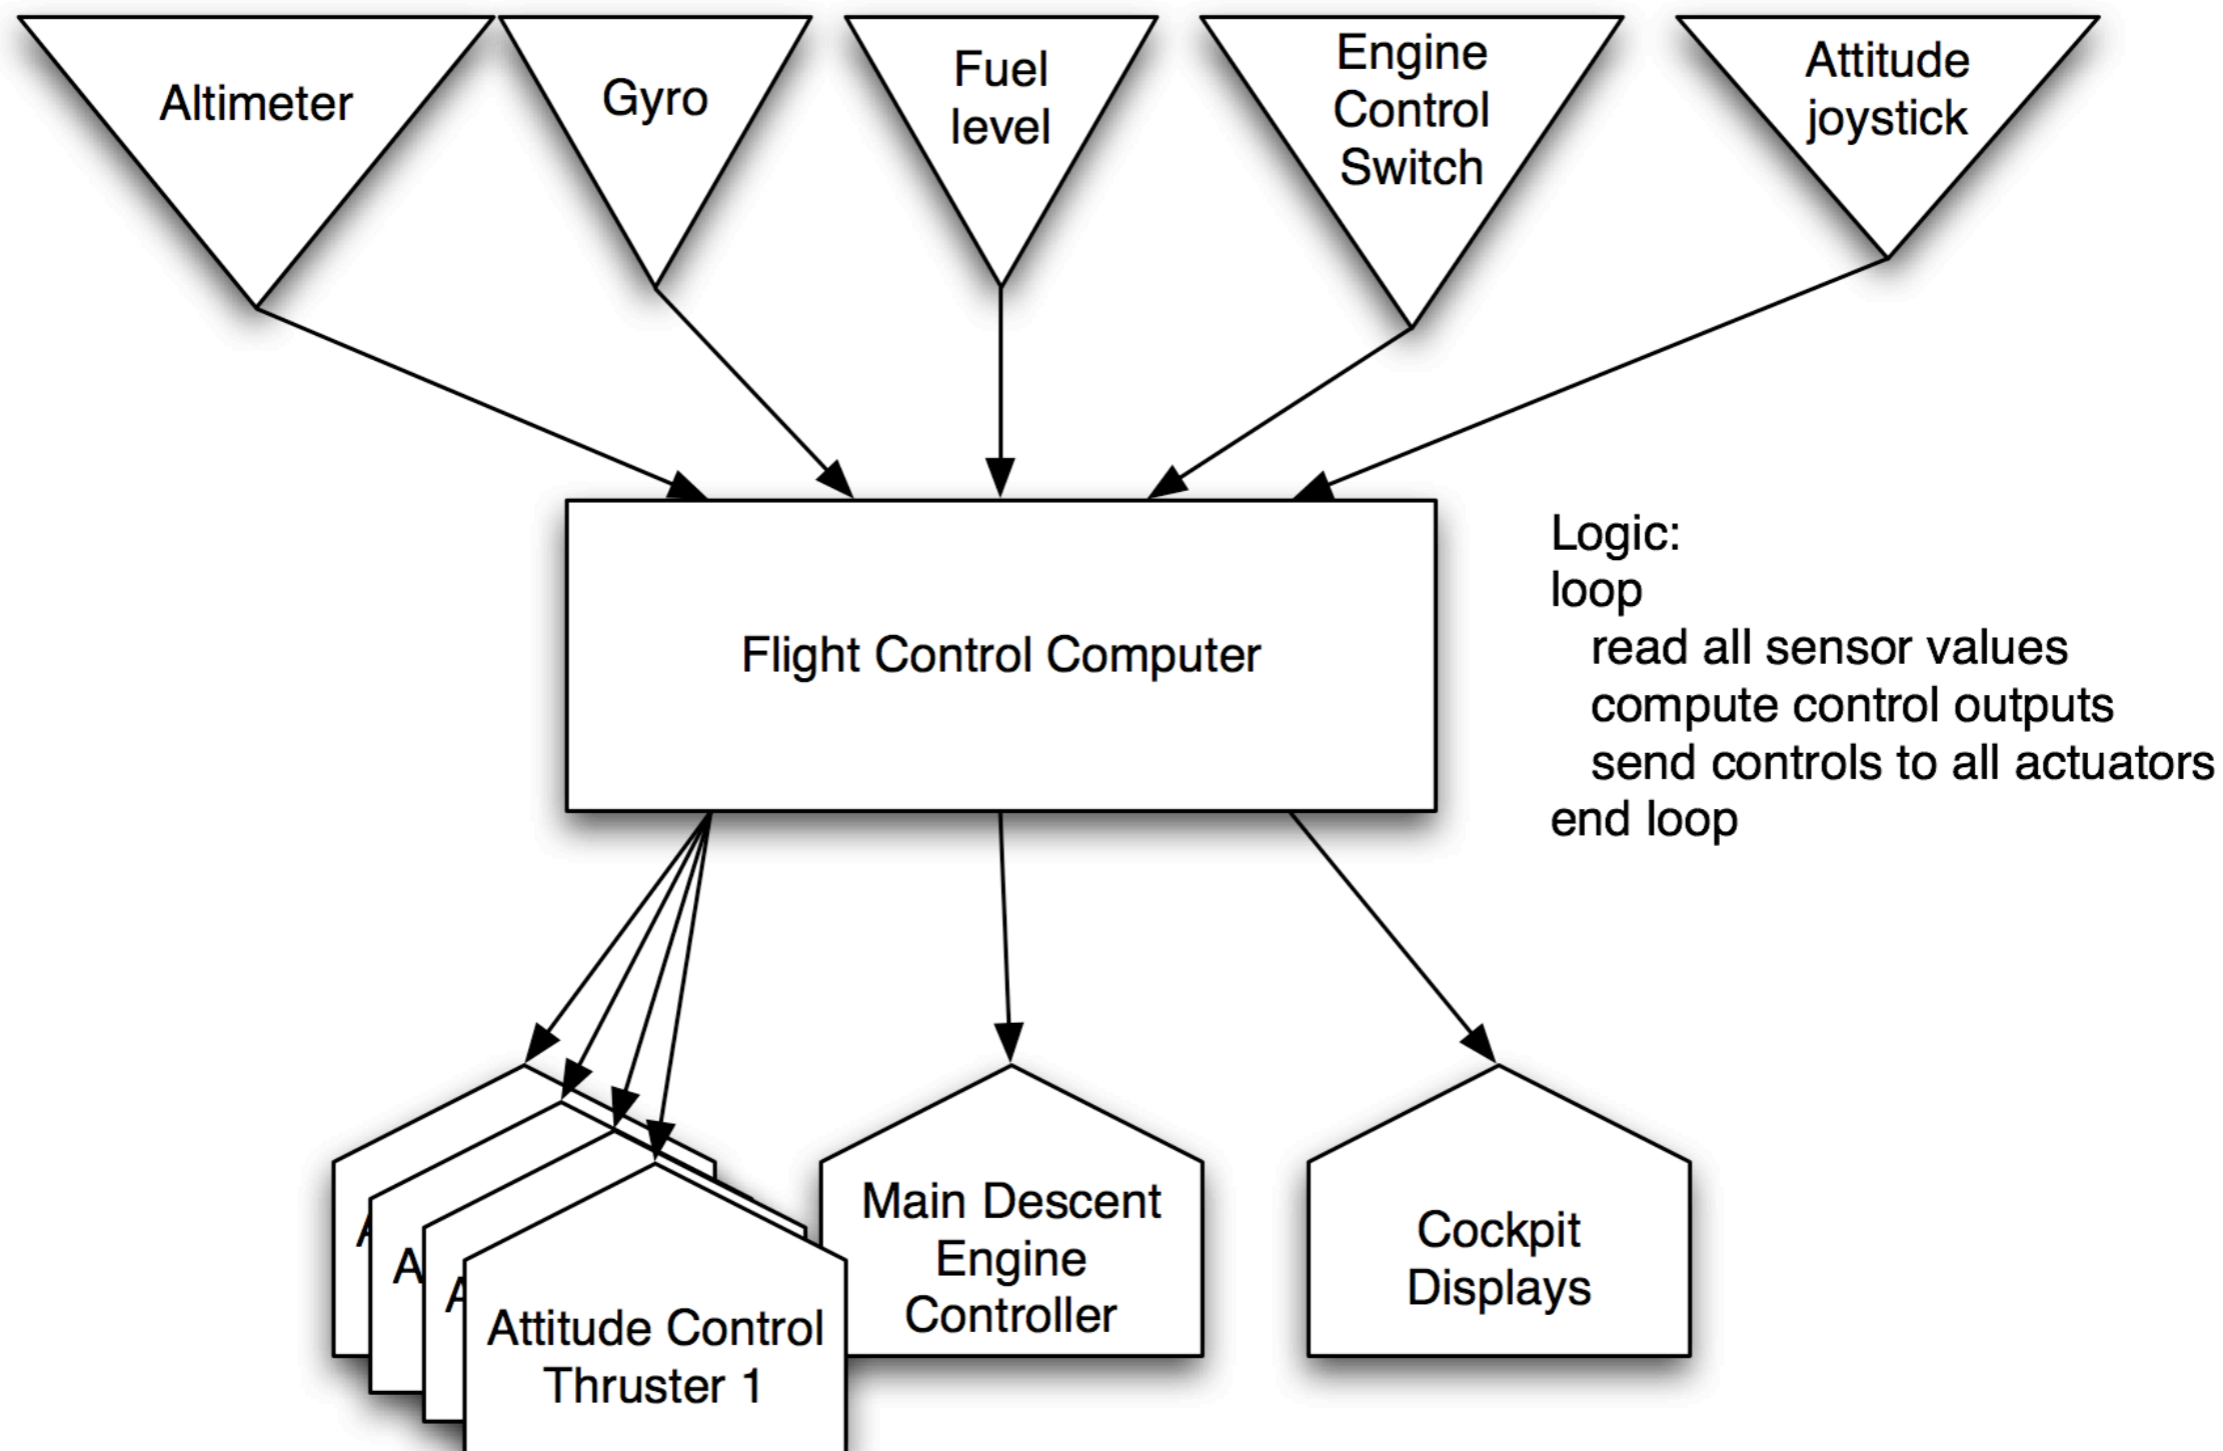 Altimeter
Gyro
Fuel
level
Engine
Control
Switch
Attitude
joystick
Flight Control Computer
Logic:
loop
read all sensor values
compute control outputs
send controls to all actuators
end loop
A
A
A
Attitude Control
Thruster 1
Main Descent
Engine
Controller
Cockpit
Displays